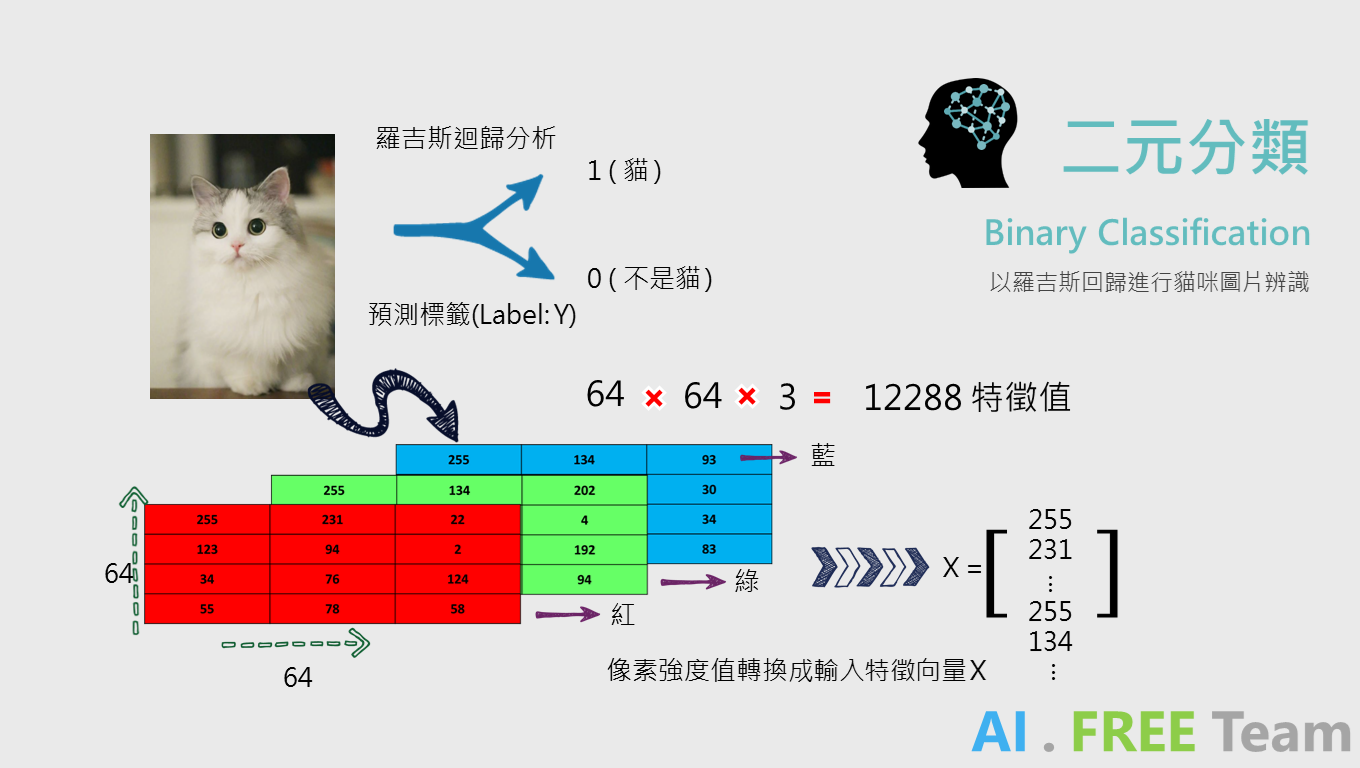 二元分類
Binary Classification
以羅吉斯回歸進行貓咪圖片辨識
羅吉斯迴歸分析
1 ( 貓 )
0 ( 不是貓 )
預測標籤(Label: Y)
64 × 64 × 3 = 12288 特徵值
255 134 93 藍
255 134 202 30
255 231 22 4 34
123 94 2 192 83
34 76 124 94 綠
55 78 58 紅
64
64
X = [ 255
231
⋮
255 ]
134
⋮
像素強度值轉換成輸入特徵向量X
AI . FREE Team